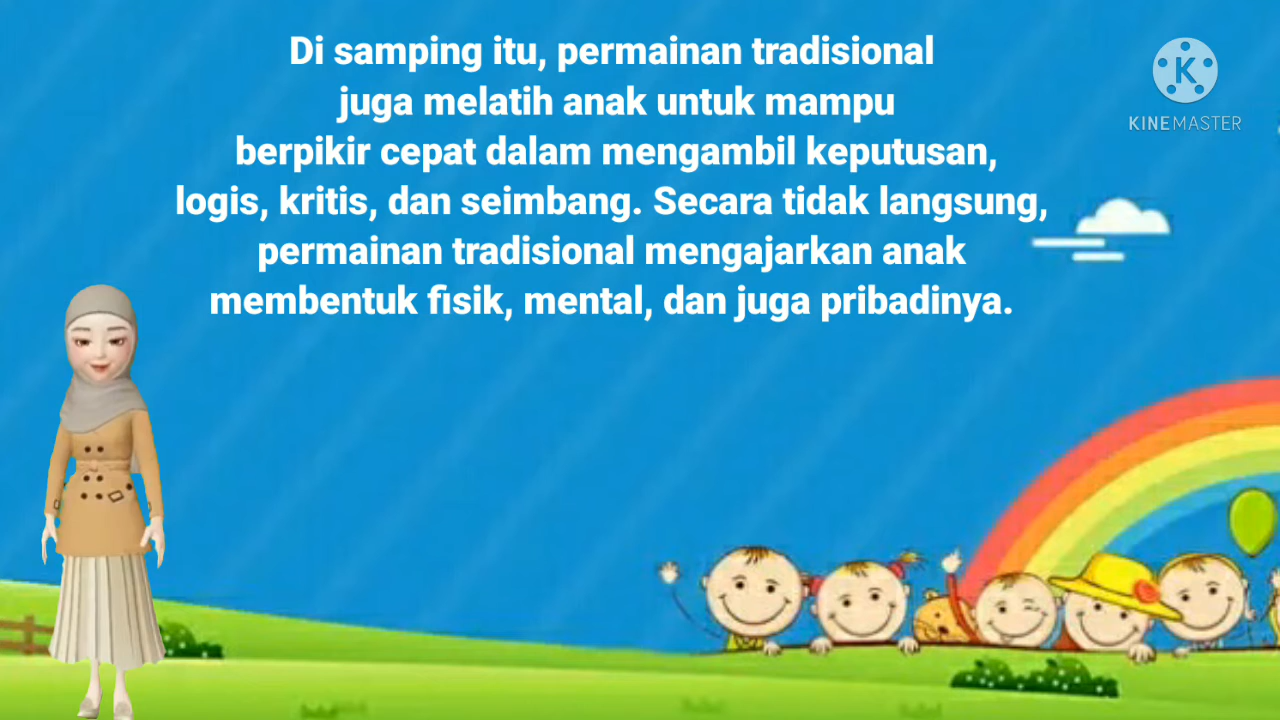 Di samping itu, permainan tradisional
juga melatih anak untuk mampu
berpikir cepat dalam mengambil keputusan,
logis, kritis, dan seimbang. Secara tidak langsung,
permainan tradisional mengajarkan anak
membentuk fisik, mental, dan juga pribadinya.
K
KINEMASTER